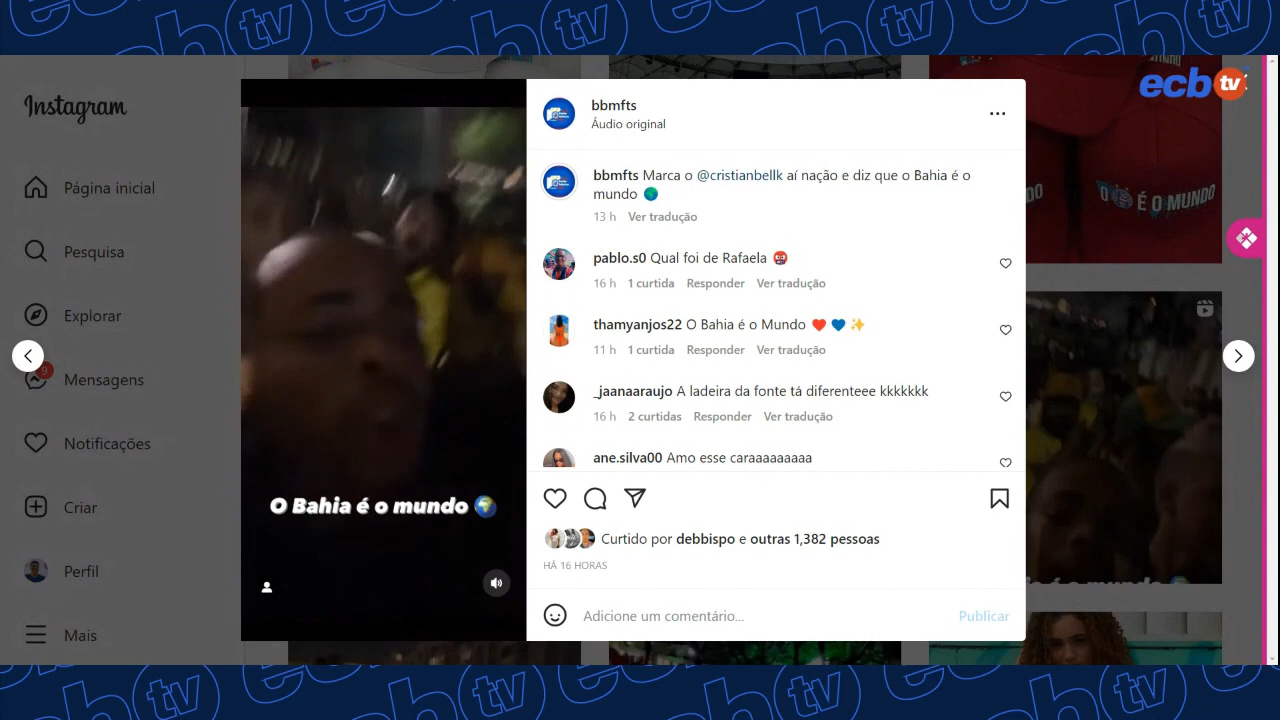 ecb tv
Instagram
Página inicial
Pesquisa
Explorar
9
Mensagens
Notificações
Criar
Perfil
Mais
O Bahia é o mundo
bbmfts
Áudio original
bbmfts Marca o @cristianbellk aí nação e diz que o Bahia é o
mundo 🌎
13 h Ver tradução
pablo.s0 Qual foi de Rafaela 👹
16 h 1 curtida Responder Ver tradução
thamyanjos22 O Bahia é o Mundo ❤️ 💙 ✨
11 h 1 curtida Responder Ver tradução
_jaanaaraujo A ladeira da fonte tá diferenteee kkkkkkk
16 h 2 curtidas Responder Ver tradução
ane.silva00 Amo esse caraaaaaaaaa
Curtido por debbispo e outras 1,382 pessoas
HÁ 16 HORAS
Adicione um comentário...
Publicar
O É O MUNDO